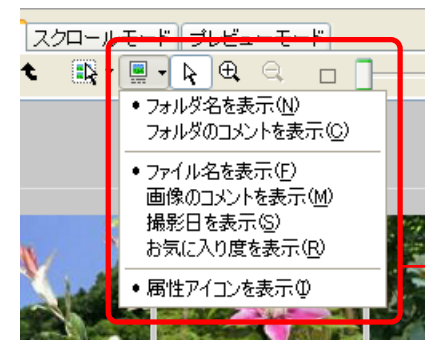 スクロールモード プレビューモード
• フォルダ名を表示(N)
フォルダのコメントを表示(C)
• ファイル名を表示(F)
画像のコメントを表示(M)
撮影日を表示(S)
お気に入り度を表示(R)
• 属性アイコンを表示(I)